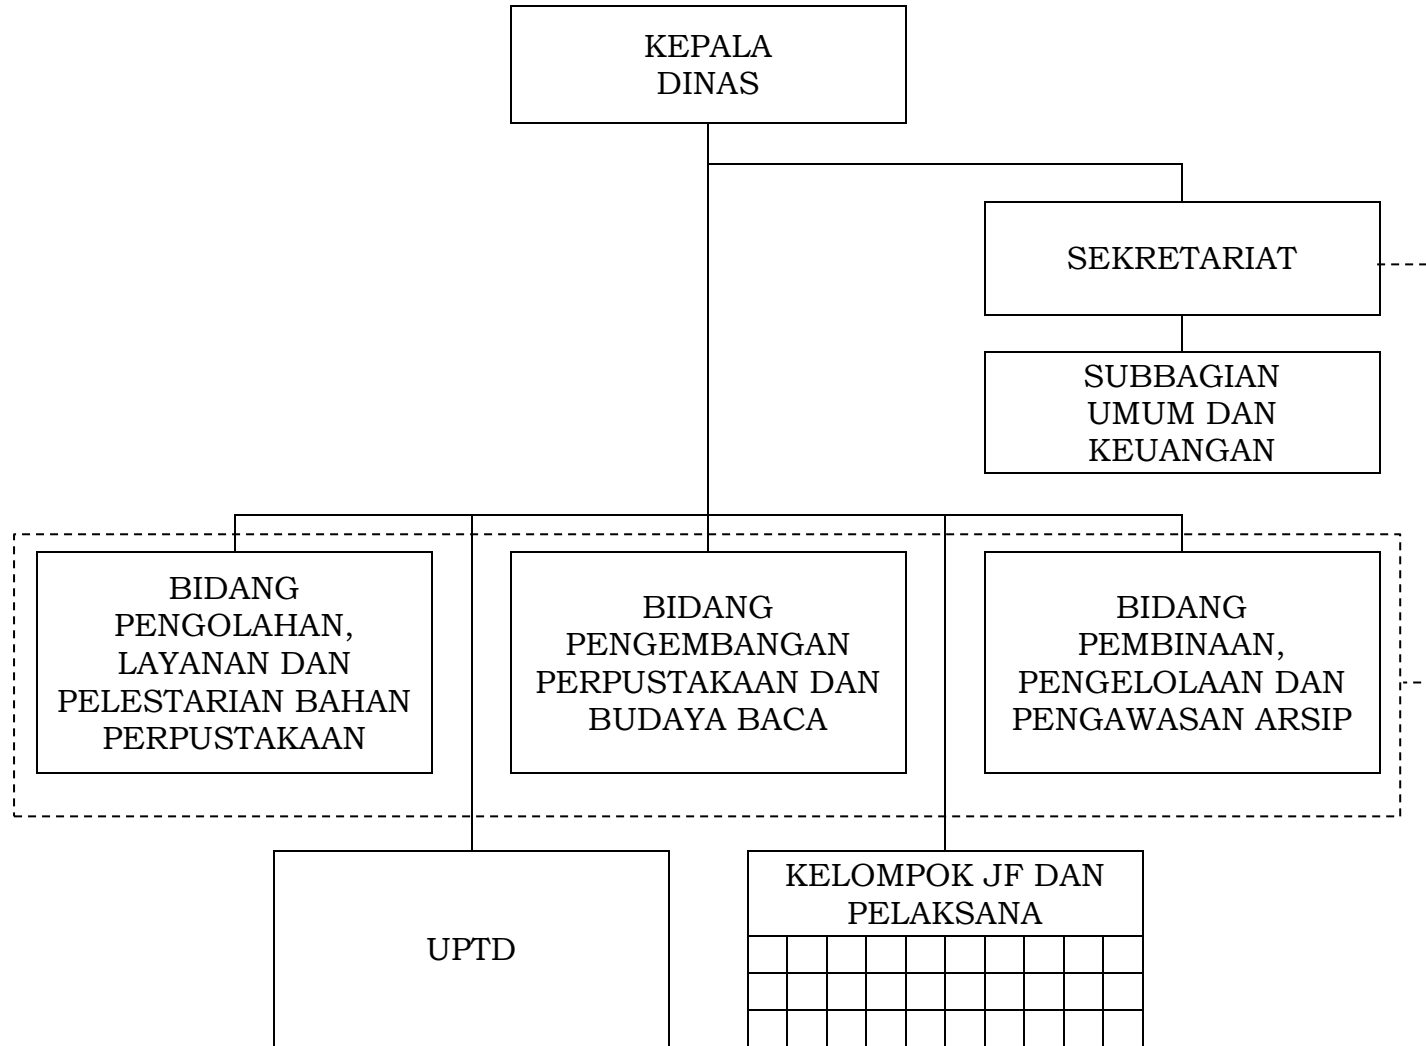 KEPALA
DINAS
SEKRETARIAT
SUBBAGIAN
UMUM DAN
KEUANGAN
BIDANG
PENGOLAHAN,
LAYANAN DAN
PELESTARIAN BAHAN
PERPUSTAKAAN
BIDANG
PENGEMBANGAN
PERPUSTAKAAN DAN
BUDAYA BACA
BIDANG
PEMBINAAN,
PENGELOLAAN DAN
PENGAWASAN ARSIP
UPTD
KELOMPOK JF DAN
PELAKSANA